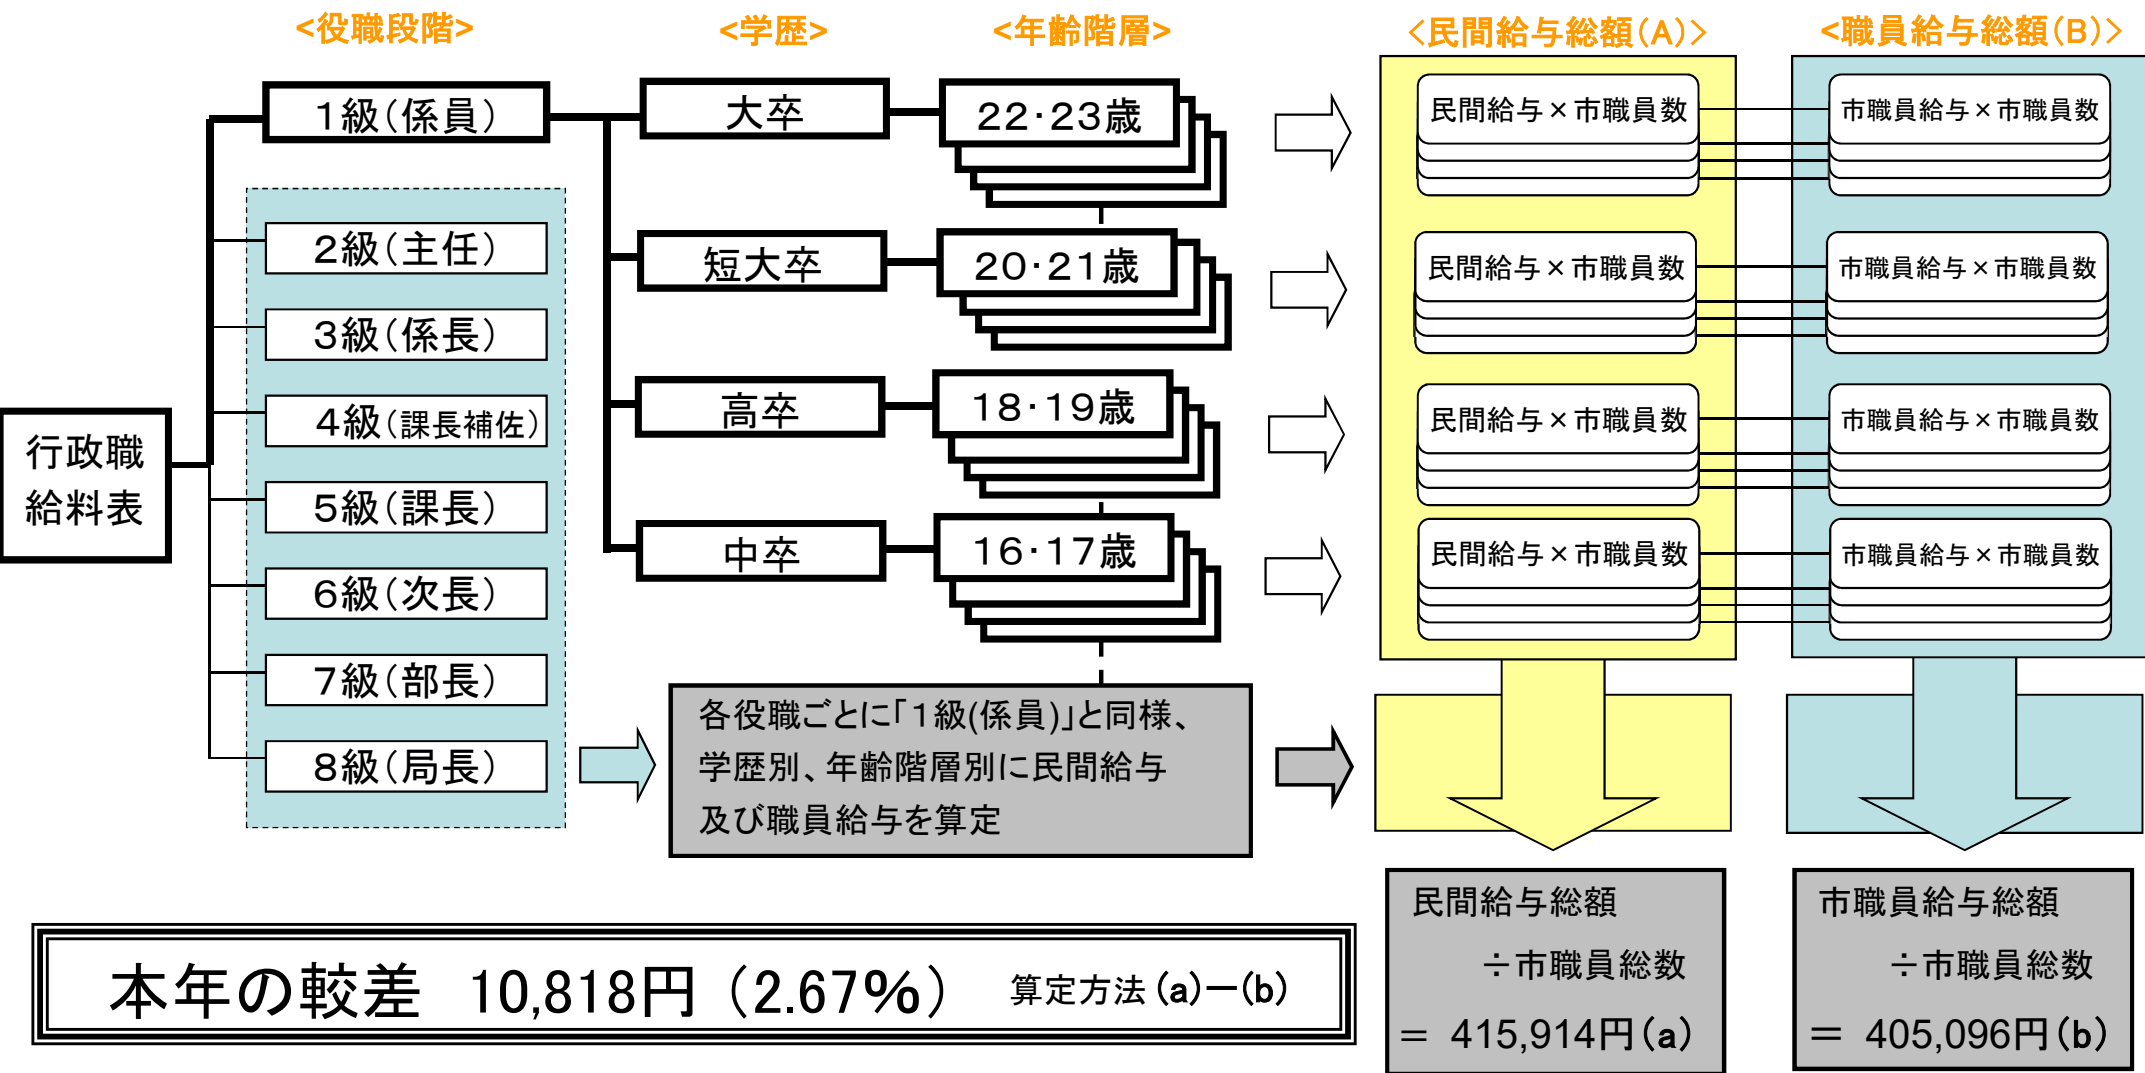 <役職段階>
<学歴>
<年齢階層>
<民間給与総額(A)>
<職員給与総額(B)>
行政職
給料表
1級(係員)
2級(主任)
3級(係長)
4級(課長補佐)
5級(課長)
6級(次長)
7級(部長)
8級(局長)
大卒
短大卒
高卒
中卒
22・23歳
20・21歳
18・19歳
16・17歳
民間給与×市職員数
市職員給与×市職員数
民間給与×市職員数
市職員給与×市職員数
民間給与×市職員数
市職員給与×市職員数
民間給与×市職員数
市職員給与×市職員数
各役職ごとに「1級(係員)」と同様、
学歴別、年齢階層別に民間給与
及び職員給与を算定
民間給与総額
÷市職員総数
= 415,914円(a)
市職員給与総額
÷市職員総数
= 405,096円(b)
本年の較差 10,818円(2.67%) 算定方法(a)-(b)